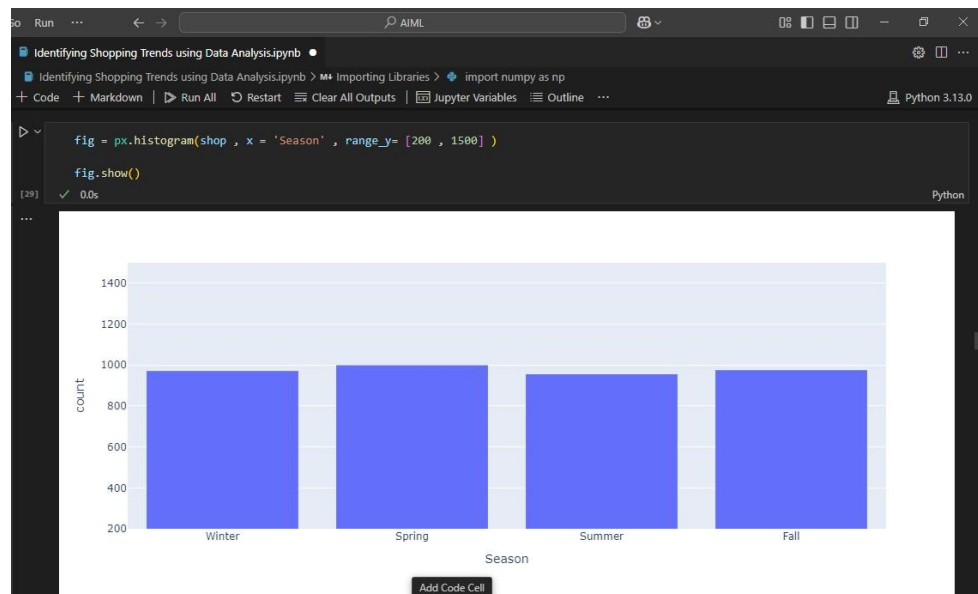 Run ... AIML
Identifying Shopping Trends using Data Analysis.ipynb
Identifying Shopping Trends using Data Analysis.ipynb > M↓ Importing Libraries > import numpy as np
+ Code + Markdown | Run All Restart Clear All Outputs | Jupyter Variables Outline ... Python 3.13.0
fig = px.histogram(shop , x = 'Season' , range_y= [200 , 1500] )
fig.show()
[29] ✓ 0.0s Python
...
1400
1200
1000
800
600
400
200
count
Winter Spring Summer Fall
Season
Add Code Cell